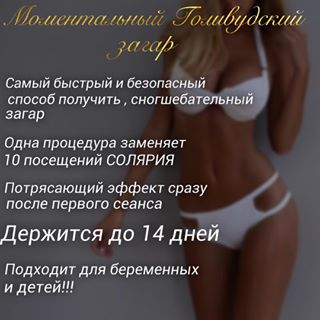 Моментальный Голивудский
загар
Самый быстрый и безопасный
способ получить , сногшебательный
загар
Одна процедура заменяет
10 посещений СОЛЯРИЯ
Потрясающий эффект сразу
после первого сеанса
Держится до 14 дней
Подходит для беременных
и детей!!!